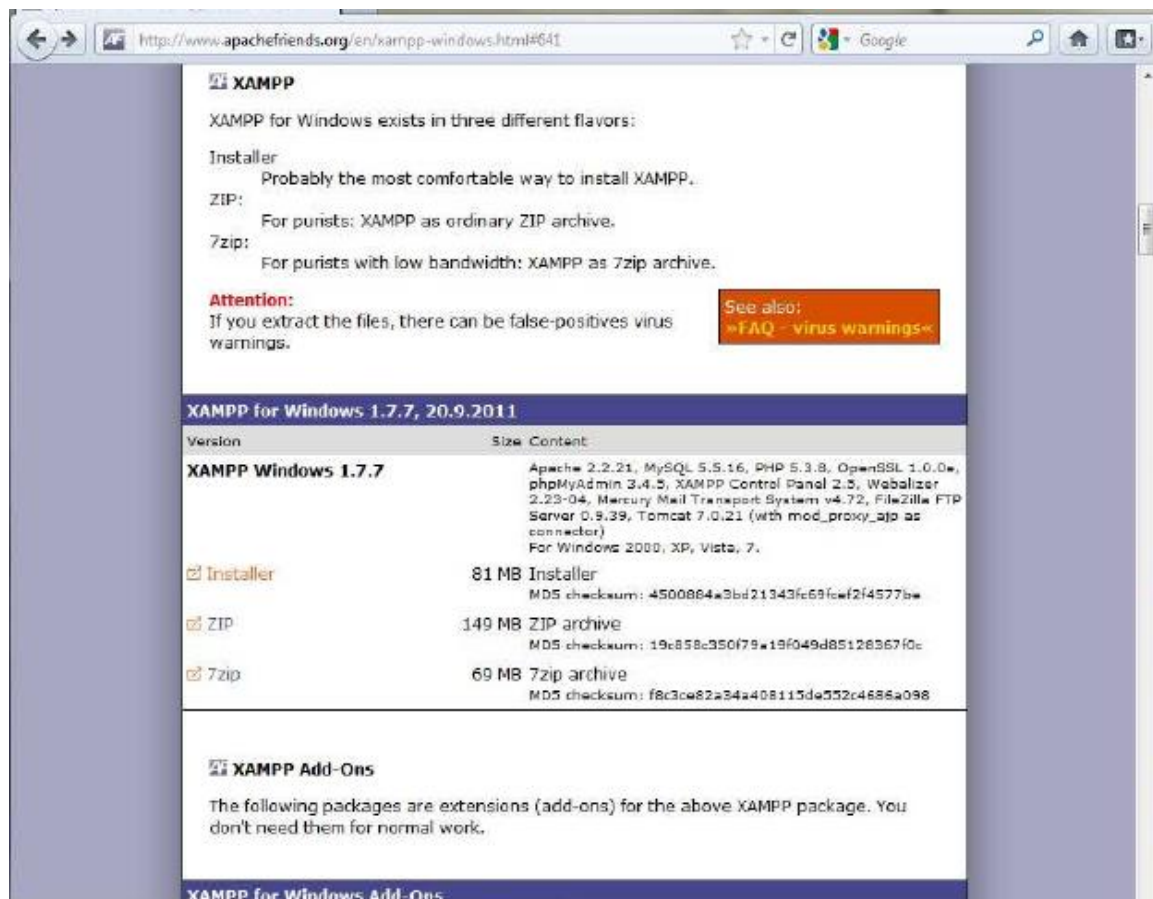 http://www.apachefriends.org/en/xampp-windows.html#641
Google
XAMPP
XAMPP for Windows exists in three different flavors:
Installer
Probably the most comfortable way to install XAMPP.
ZIP:
For purists: XAMPP as ordinary ZIP archive.
7zip:
For purists with low bandwidth: XAMPP as 7zip archive.
Attention:
If you extract the files, there can be false-positives virus
warnings.
See also:
»FAQ - virus warnings«
XAMPP for Windows 1.7.7, 20.9.2011
Version Size Content
XAMPP Windows 1.7.7
Apache 2.2.21, MySQL 5.5.16, PHP 5.3.8, OpenSSL 1.0.0e,
phpMyAdmin 3.4.5, XAMPP Control Panel 2.5, Webalizer
2.23-04, Mercury Mail Transport System v4.72, FileZilla FTP
Server 0.9.39, Tomcat 7.0.21 (with mod_proxy_ajp as
connector)
For Windows 2000, XP, Vista, 7.
Installer 81 MB Installer
MD5 checksum: 4500884a3bd21343fc69fcef2f4577be
ZIP 149 MB ZIP archive
MD5 checksum: 19c858c350f79a19f049d85128367f0c
7zip 69 MB 7zip archive
MD5 checksum: f8c3ce82a34a408115de552c4686a098
XAMPP Add-Ons
The following packages are extensions (add-ons) for the above XAMPP package. You
don't need them for normal work.
XAMPP for Windows Add-Ons